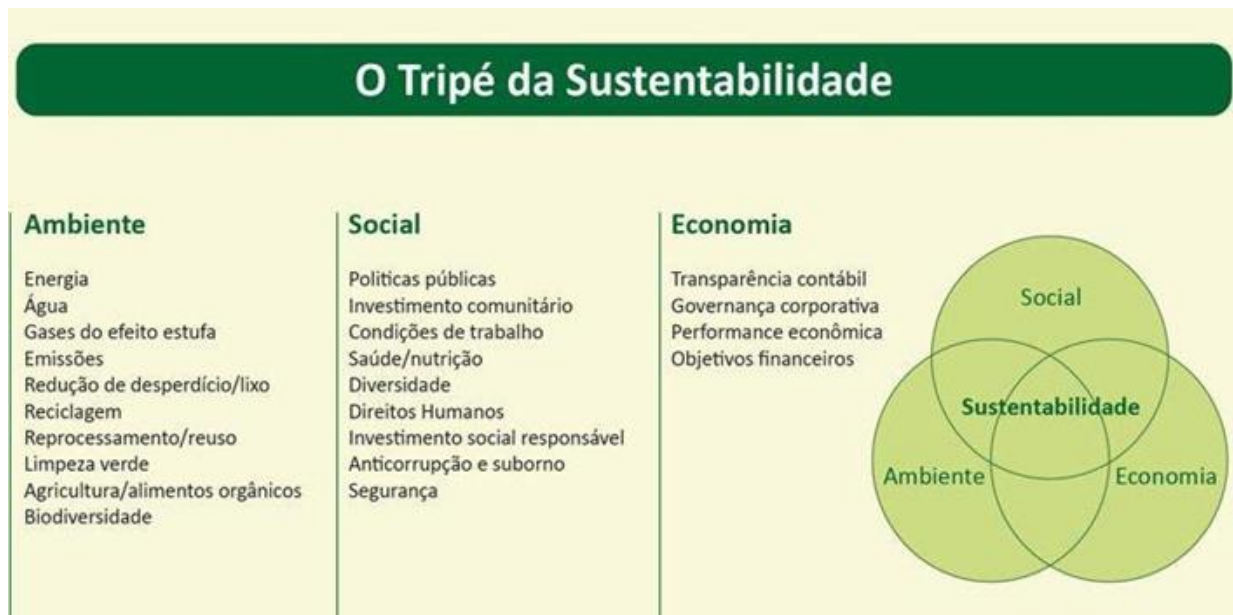 O Tripé da Sustentabilidade
Ambiente
Energia
Água
Gases do efeito estufa
Emissões
Redução de desperdício/lixo
Reciclagem
Reprocessamento/reuso
Limpeza verde
Agricultura/alimentos orgânicos
Biodiversidade
Social
Politicas públicas
Investimento comunitário
Condições de trabalho
Saúde/nutrição
Diversidade
Direitos Humanos
Investimento social responsável
Anticorrupção e suborno
Segurança
Economia
Transparência contábil
Governança corporativa
Performance econômica
Objetivos financeiros
Social
Sustentabilidade
Ambiente
Economia